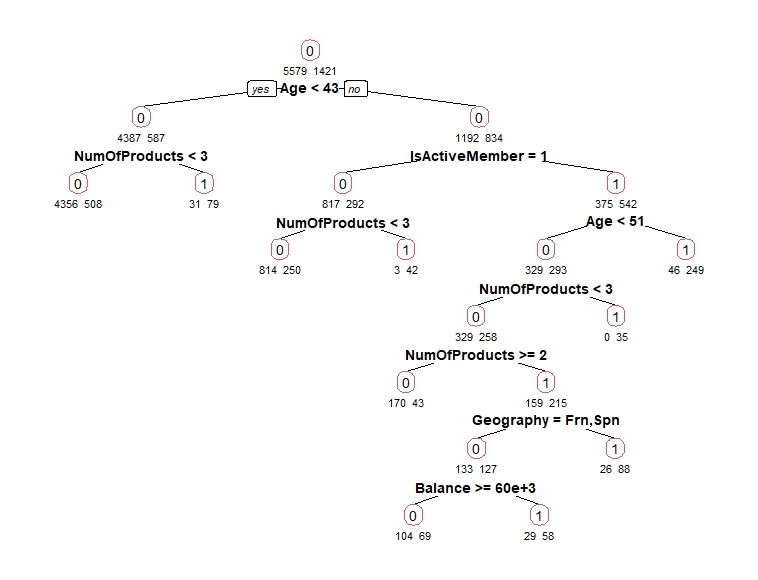 0
5579 1421
yes Age < 43 no
0 0
4387 587 1192 834
NumOfProducts < 3 IsActiveMember = 1
0 1 0 1
4356 508 31 79 817 292 375 542
NumOfProducts < 3 Age < 51
0 1 0 1
814 250 3 42 329 293 46 249
NumOfProducts < 3
0 1
329 258 0 35
NumOfProducts >= 2
0 1
170 43 159 215
Geography = Frn,Spn
0 1
133 127 26 88
Balance >= 60e+3
0 1
104 69 29 58